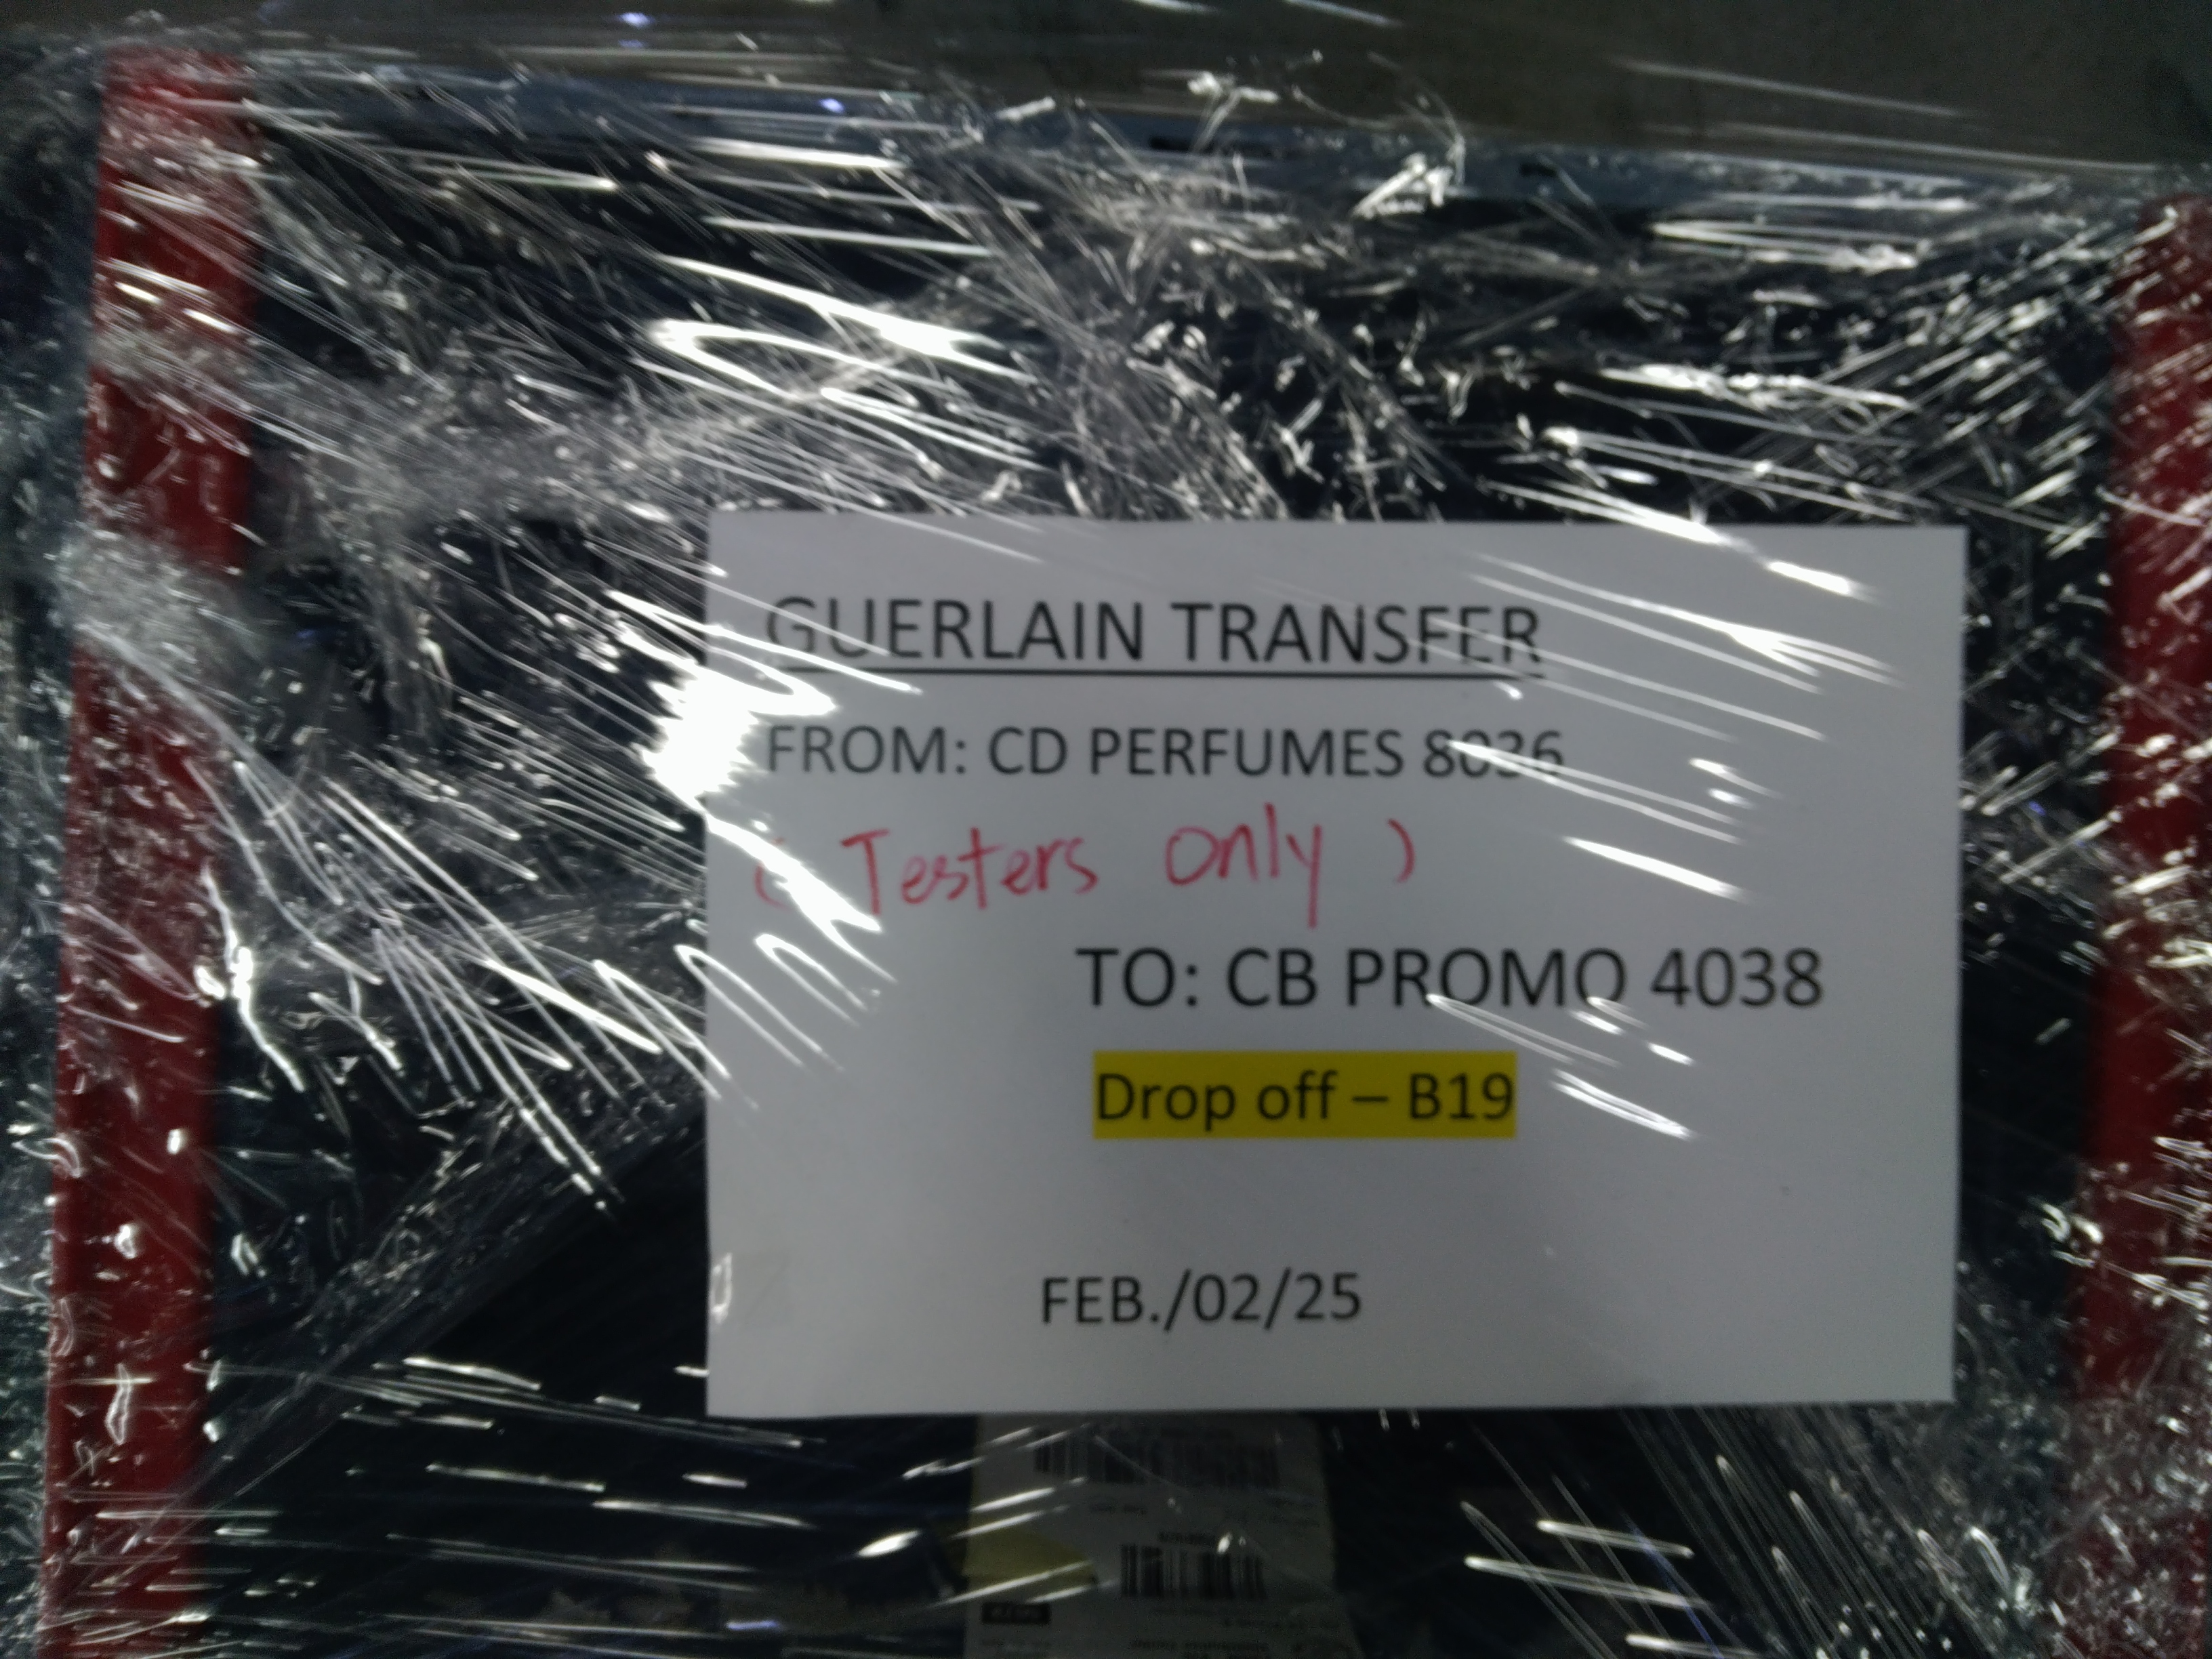 GUERLAIN TRANSFER
FROM: CD PERFUMES 8036
( Testers only )
TO: CB PROMO 4038
Drop off – B19
FEB./02/25